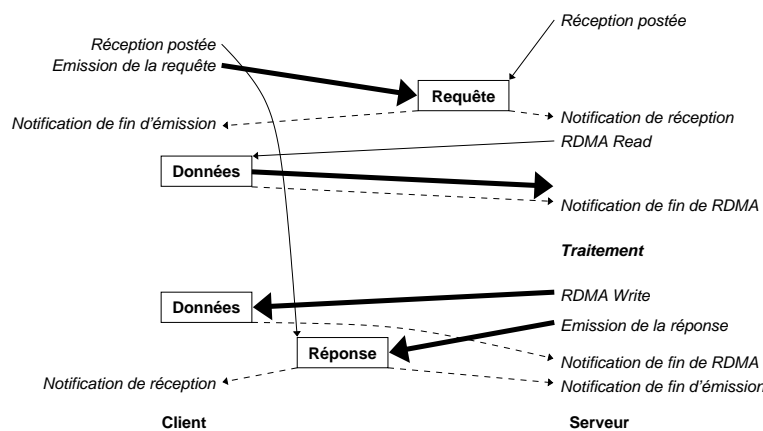 Réception postée
Réception postée
Emission de la requête
Requête
Notification de fin d'émission
Notification de réception
RDMA Read
Données
Notification de fin de RDMA
Traitement
Données
RDMA Write
Emission de la réponse
Réponse
Notification de fin de RDMA
Notification de réception
Notification de fin d'émission
Client
Serveur